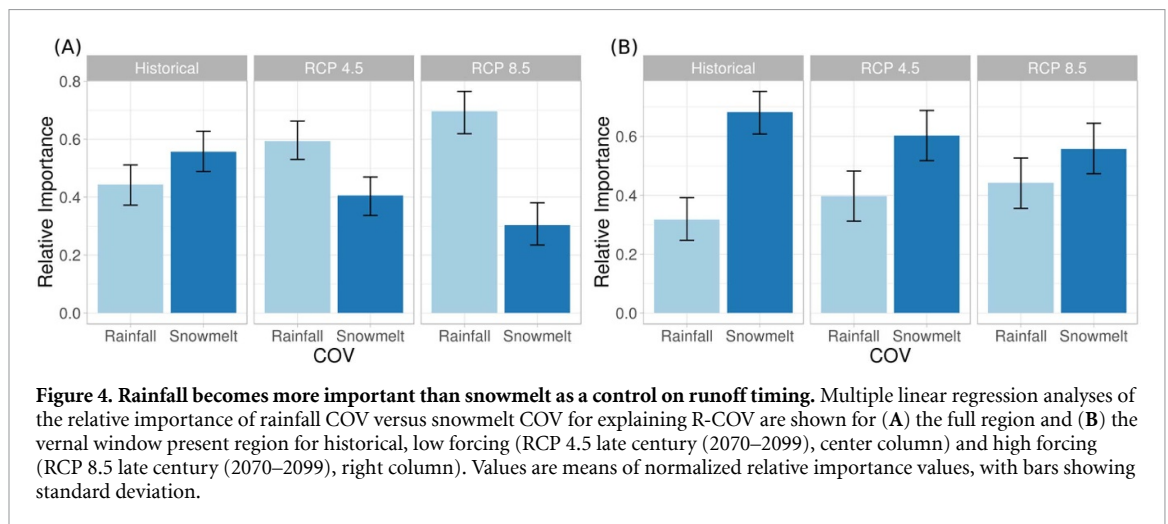 (A)
Historical RCP 4.5 RCP 8.5
0.8
0.6
0.4
0.2
0.0
Relative Importance
Rainfall Snowmelt Rainfall Snowmelt Rainfall Snowmelt
COV
(B)
Historical RCP 4.5 RCP 8.5
0.6
0.4
0.2
0.0
Relative Importance
Rainfall Snowmelt Rainfall Snowmelt Rainfall Snowmelt
COV
Figure 4. Rainfall becomes more important than snowmelt as a control on runoff timing. Multiple linear regression analyses of
the relative importance of rainfall COV versus snowmelt COV for explaining R-COV are shown for (A) the full region and (B) the
vernal window present region for historical, low forcing (RCP 4.5 late century (2070–2099), center column) and high forcing
(RCP 8.5 late century (2070–2099), right column). Values are means of normalized relative importance values, with bars showing
standard deviation.